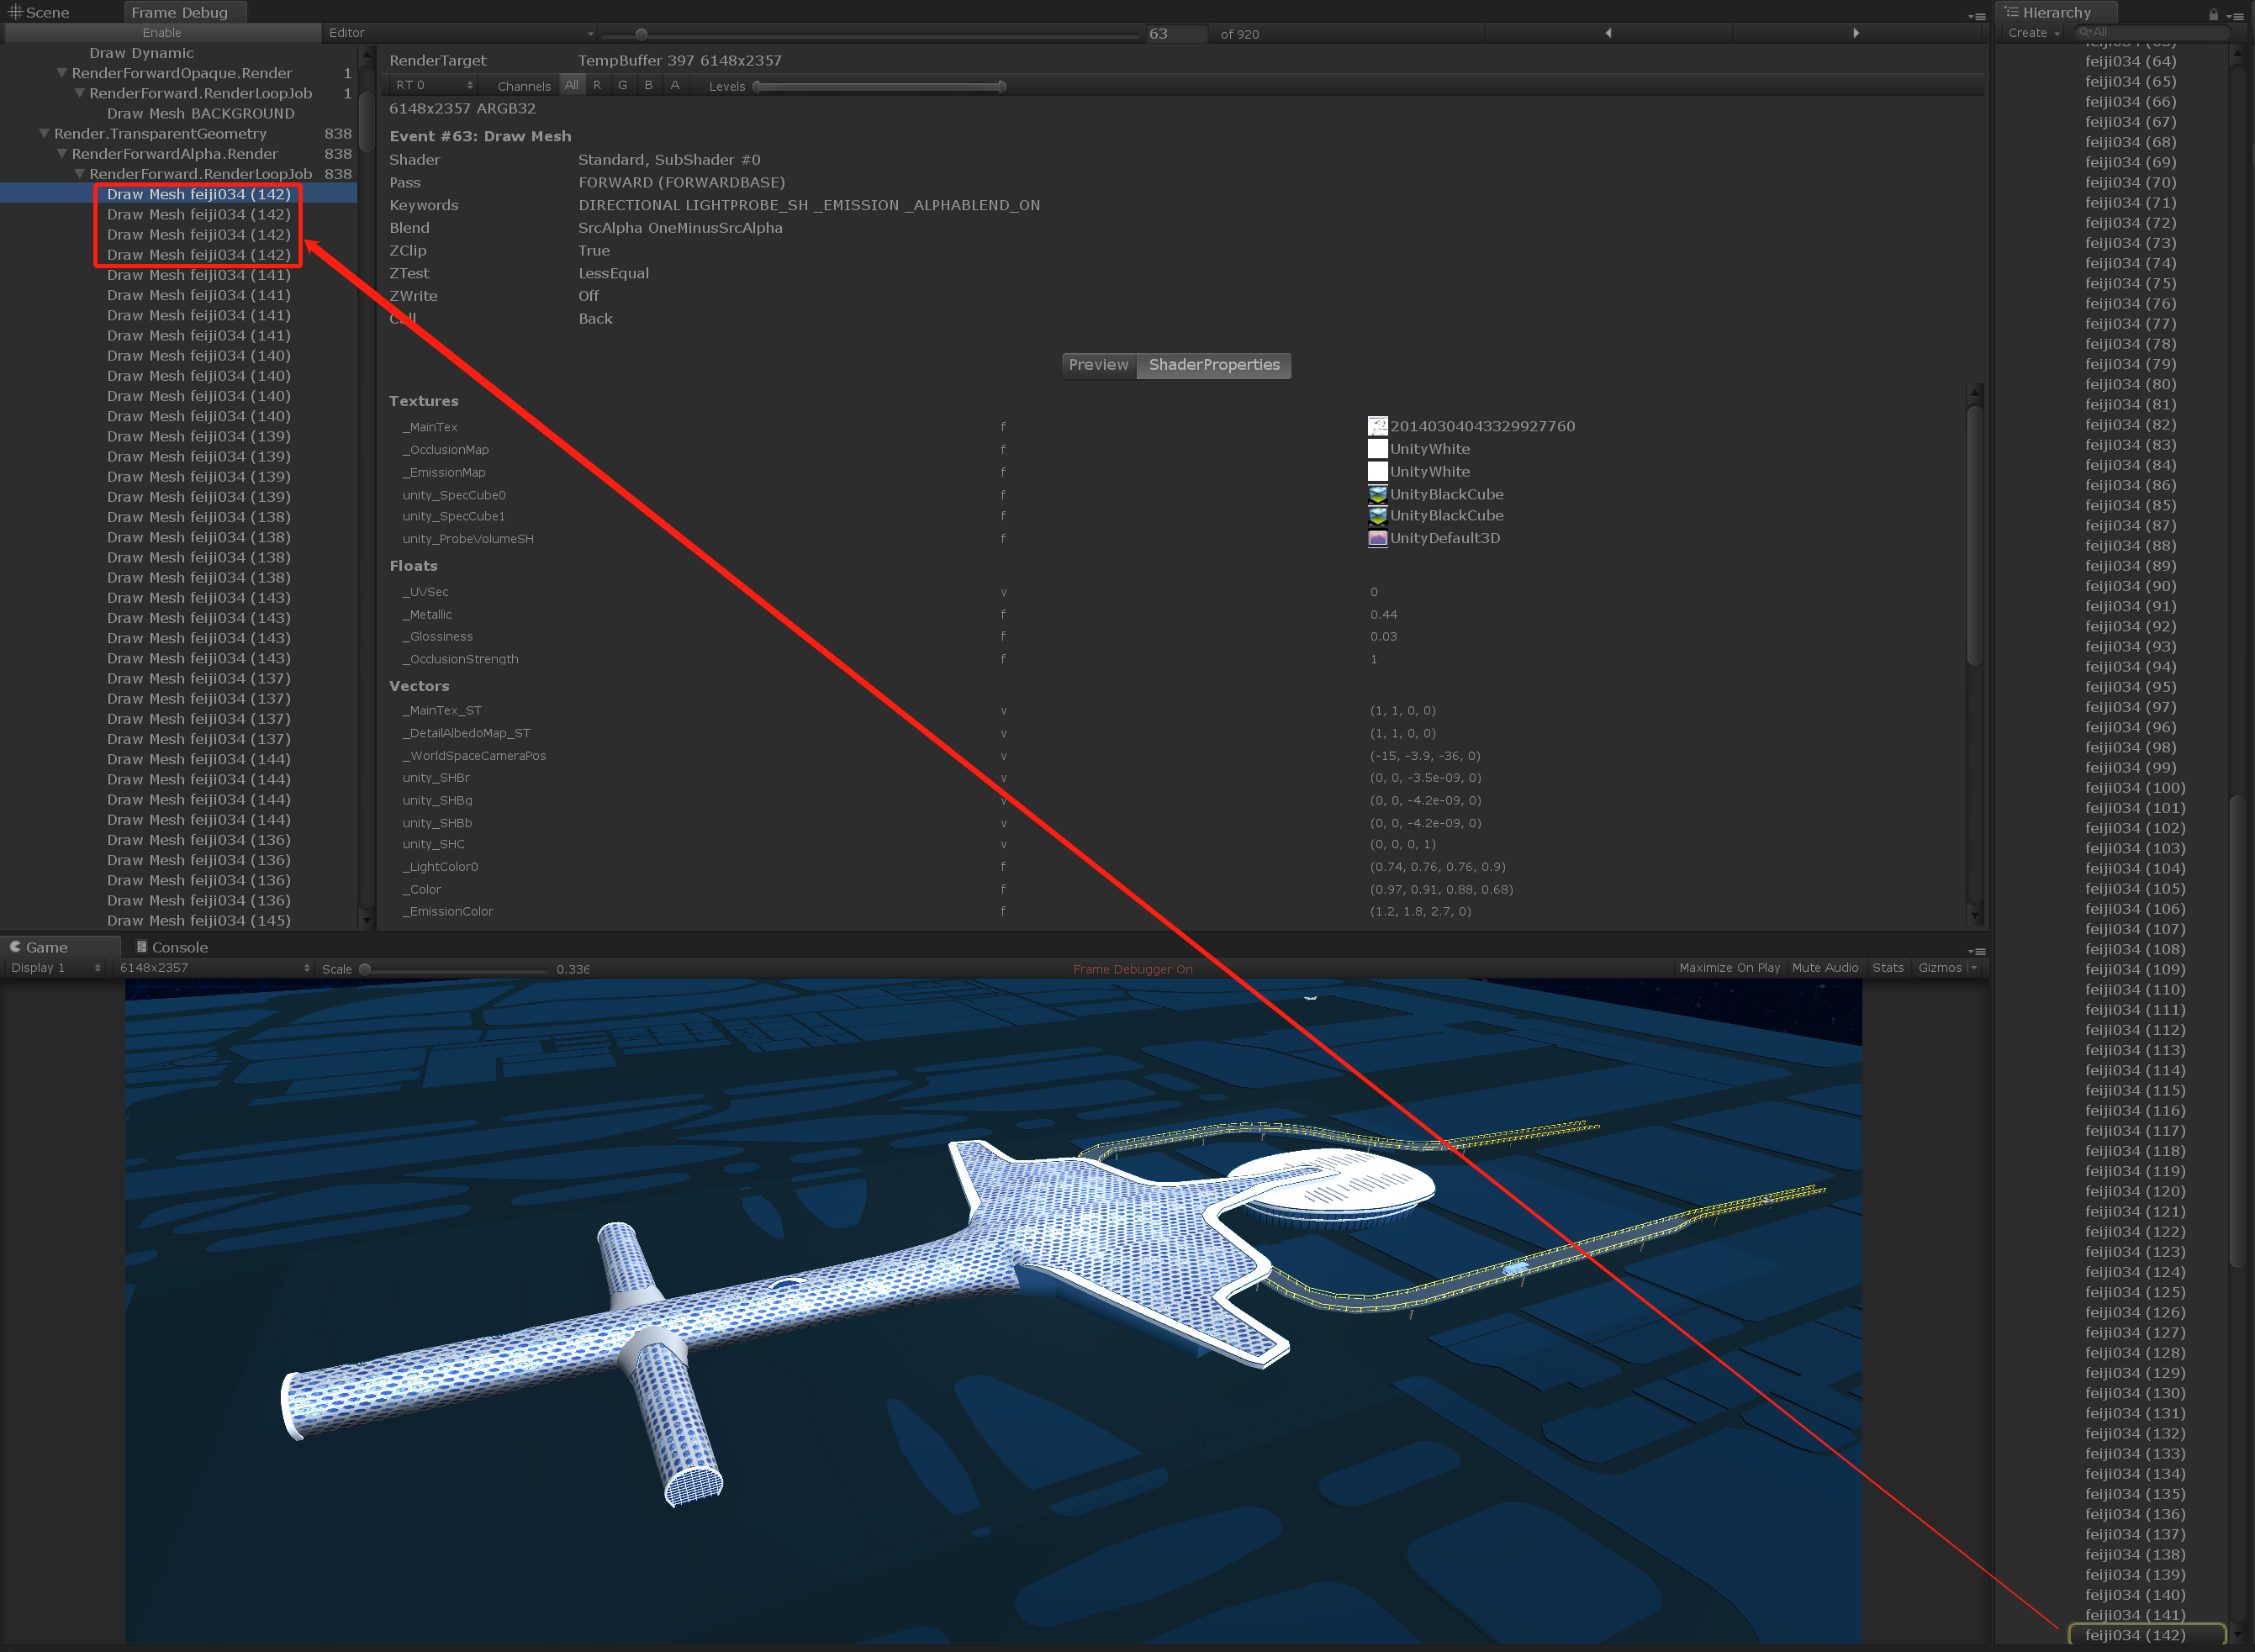 Scene
Frame Debug
Enable
Editor
63
of 920
Draw Dynamic
RenderForwardOpaque.Render 1
RenderForward.RenderLoopJob 1
Draw Mesh BACKGROUND
Render.TransparentGeometry 838
RenderForwardAlpha.Render 838
RenderForward.RenderLoopJob 838
Draw Mesh feiji034 (142)
Draw Mesh feiji034 (142)
Draw Mesh feiji034 (142)
Draw Mesh feiji034 (142)
Draw Mesh feiji034 (141)
Draw Mesh feiji034 (141)
Draw Mesh feiji034 (141)
Draw Mesh feiji034 (141)
Draw Mesh feiji034 (140)
Draw Mesh feiji034 (140)
Draw Mesh feiji034 (140)
Draw Mesh feiji034 (140)
Draw Mesh feiji034 (139)
Draw Mesh feiji034 (139)
Draw Mesh feiji034 (139)
Draw Mesh feiji034 (139)
Draw Mesh feiji034 (138)
Draw Mesh feiji034 (138)
Draw Mesh feiji034 (138)
Draw Mesh feiji034 (138)
Draw Mesh feiji034 (143)
Draw Mesh feiji034 (143)
Draw Mesh feiji034 (143)
Draw Mesh feiji034 (143)
Draw Mesh feiji034 (137)
Draw Mesh feiji034 (137)
Draw Mesh feiji034 (137)
Draw Mesh feiji034 (137)
Draw Mesh feiji034 (144)
Draw Mesh feiji034 (144)
Draw Mesh feiji034 (144)
Draw Mesh feiji034 (144)
Draw Mesh feiji034 (136)
Draw Mesh feiji034 (136)
Draw Mesh feiji034 (136)
Draw Mesh feiji034 (136)
Draw Mesh feiji034 (145)
RenderTarget TempBuffer 397 6148x2357
RT 0 Channels All R G B A Levels
6148x2357 ARGB32
Event #63: Draw Mesh
Shader Standard, SubShader #0
Pass FORWARD (FORWARDBASE)
Keywords DIRECTIONAL LIGHTPROBE_SH _EMISSION _ALPHABLEND_ON
Blend SrcAlpha OneMinusSrcAlpha
ZClip True
ZTest LessEqual
ZWrite Off
Cull Back
Preview ShaderProperties
Textures
_MainTex f 20140304043329927760
_OcclusionMap f UnityWhite
_EmissionMap f UnityWhite
unity_SpecCube0 f UnityBlackCube
unity_SpecCube1 f UnityBlackCube
unity_ProbeVolumeSH f UnityDefault3D
Floats
_UVSec v 0
_Metallic f 0.44
_Glossiness f 0.03
_OcclusionStrength f 1
Vectors
_MainTex_ST v (1, 1, 0, 0)
_DetailAlbedoMap_ST v (1, 1, 0, 0)
_WorldSpaceCameraPos v (-15, -3.9, -36, 0)
unity_SHBr v (0, 0, -3.5e-09, 0)
unity_SHBg v (0, 0, -4.2e-09, 0)
unity_SHBb v (0, 0, -4.2e-09, 0)
unity_SHC v (0, 0, 0, 1)
_LightColor0 f (0.74, 0.76, 0.76, 0.9)
_Color f (0.97, 0.91, 0.88, 0.68)
_EmissionColor f (1.2, 1.8, 2.7, 0)
Game
Console
Display 1 6148x2357 Scale 0.336 Frame Debugger On Maximize On Play Mute Audio Stats Gizmos
Hierarchy
Create All
feiji034 (63)
feiji034 (64)
feiji034 (65)
feiji034 (66)
feiji034 (67)
feiji034 (68)
feiji034 (69)
feiji034 (70)
feiji034 (71)
feiji034 (72)
feiji034 (73)
feiji034 (74)
feiji034 (75)
feiji034 (76)
feiji034 (77)
feiji034 (78)
feiji034 (79)
feiji034 (80)
feiji034 (81)
feiji034 (82)
feiji034 (83)
feiji034 (84)
feiji034 (86)
feiji034 (85)
feiji034 (87)
feiji034 (88)
feiji034 (89)
feiji034 (90)
feiji034 (91)
feiji034 (92)
feiji034 (93)
feiji034 (94)
feiji034 (95)
feiji034 (97)
feiji034 (96)
feiji034 (98)
feiji034 (99)
feiji034 (100)
feiji034 (101)
feiji034 (102)
feiji034 (103)
feiji034 (104)
feiji034 (105)
feiji034 (106)
feiji034 (107)
feiji034 (108)
feiji034 (109)
feiji034 (110)
feiji034 (111)
feiji034 (112)
feiji034 (113)
feiji034 (114)
feiji034 (115)
feiji034 (116)
feiji034 (117)
feiji034 (118)
feiji034 (119)
feiji034 (120)
feiji034 (121)
feiji034 (122)
feiji034 (123)
feiji034 (124)
feiji034 (125)
feiji034 (126)
feiji034 (127)
feiji034 (128)
feiji034 (129)
feiji034 (130)
feiji034 (131)
feiji034 (132)
feiji034 (133)
feiji034 (134)
feiji034 (135)
feiji034 (136)
feiji034 (137)
feiji034 (138)
feiji034 (139)
feiji034 (140)
feiji034 (141)
feiji034 (142)